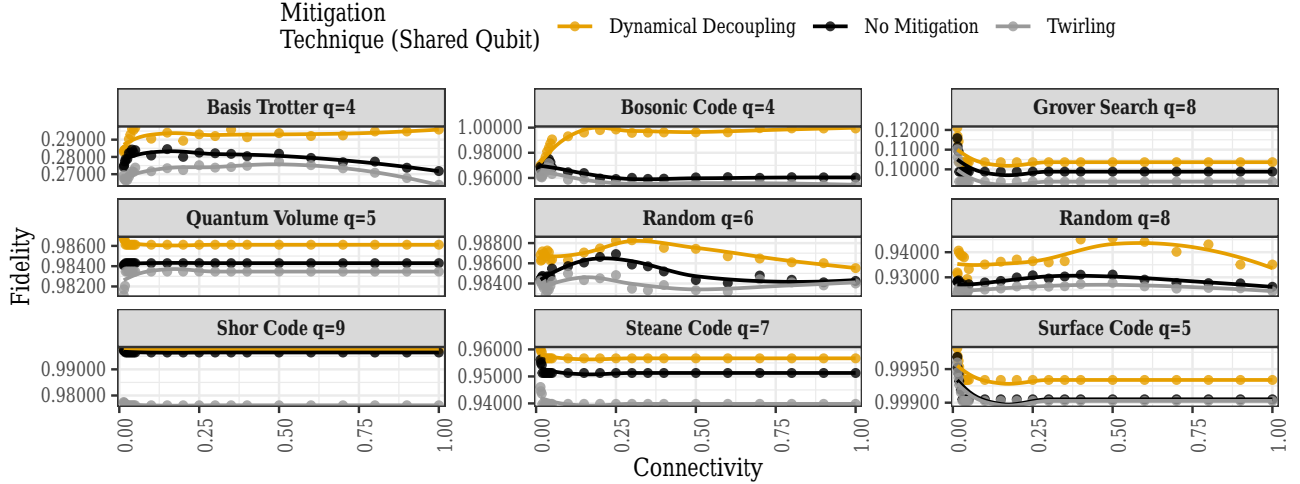 Mitigation
Technique (Shared Qubit)
Dynamical Decoupling
No Mitigation
Twirling
Basis Trotter q=4
Bosonic Code q=4
Grover Search q=8
0.29000
0.28000
0.27000
1.00000
0.98000
0.96000
0.12000
0.11000
0.10000
Quantum Volume q=5
Random q=6
Random q=8
0.98600
0.98400
0.98200
0.98800
0.98600
0.98400
0.94000
0.93000
Shor Code q=9
Steane Code q=7
Surface Code q=5
0.99000
0.98000
0.96000
0.95000
0.94000
0.99950
0.99900
0.00
0.25
0.50
0.75
1.00
0.00
0.25
0.50
0.75
1.00
0.00
0.25
0.50
0.75
1.00
Connectivity
Fidelity